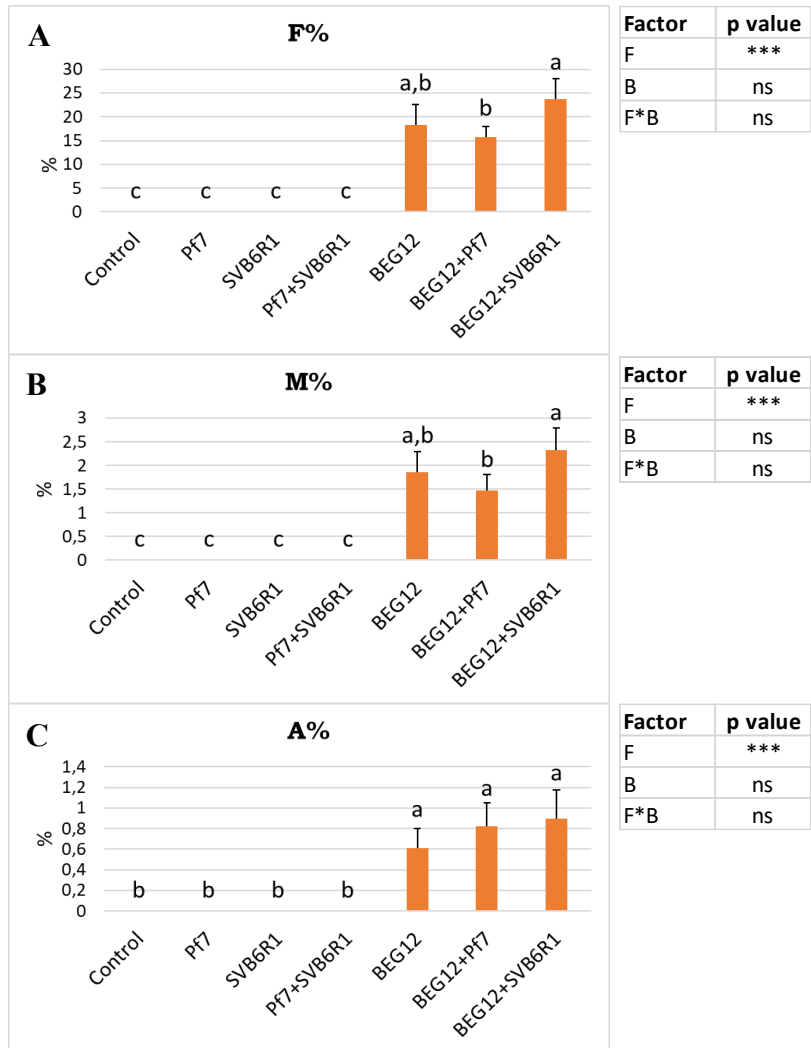 A
F%
30
25
20
15
10
5
0
%
c c c c a,b b a
Control Pf7 SVB6R1 Pf7+SVB6R1 BEG12 BEG12+Pf7 BEG12+SVB6R1
Factor p value
F ***
B ns
F*B ns
B
M%
3
2,5
2
1,5
1
0,5
0
%
c c c c a,b b a
Control Pf7 SVB6R1 Pf7+SVB6R1 BEG12 BEG12+Pf7 BEG12+SVB6R1
Factor p value
F ***
B ns
F*B ns
C
A%
1,4
1,2
1
0,8
0,6
0,4
0,2
0
%
b b b b a a a
Control Pf7 SVB6R1 Pf7+SVB6R1 BEG12 BEG12+Pf7 BEG12+SVB6R1
Factor p value
F ***
B ns
F*B ns